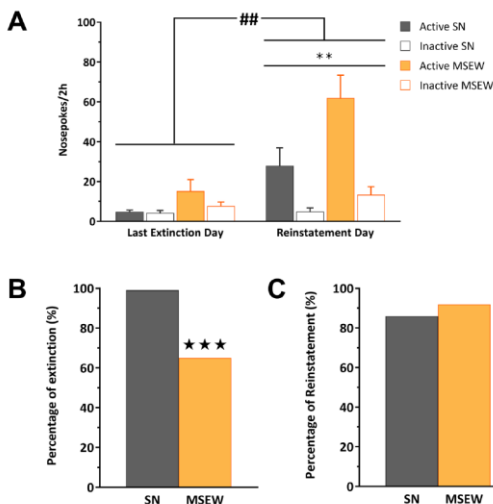 A
##
**
Active SN
Inactive SN
Active MSEW
Inactive MSEW
Nosepokes/2h
100
80
60
40
20
0
Last Extinction Day
Reinstatement Day
B
Percentage of extinction (%)
100
80
60
40
20
0
★★★
SN
MSEW
C
Percentage of Reinstatement (%)
100
80
60
40
20
0
SN
MSEW